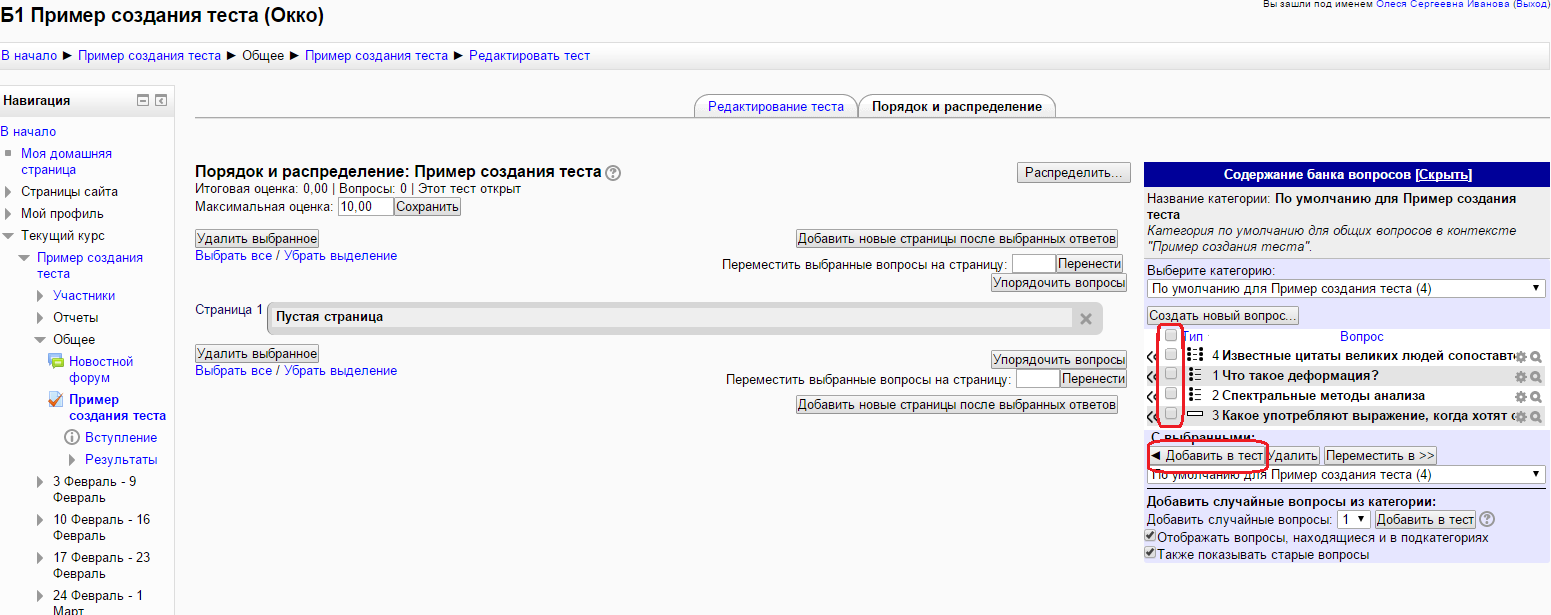 Вы зашли под именем Олеся Сергеевна Иванова (Выход)
Б1 Пример создания теста (Окко)
В начало ► Пример создания теста ► Общее ► Пример создания теста ► Редактировать тест
Навигация
В начало
Моя домашняя
страница
Страницы сайта
Мой профиль
Текущий курс
Пример создания
теста
Участники
Отчеты
Общее
Новостной
форум
Пример
создания теста
Вступление
Результаты
3 Февраль - 9
Февраль
10 Февраль - 16
Февраль
17 Февраль - 23
Февраль
24 Февраль - 1
Март
Редактирование теста
Порядок и распределение
Порядок и распределение: Пример создания теста
Распределить...
Итоговая оценка: 0,00 | Вопросы: 0 | Этот тест открыт
Максимальная оценка: 10,00 Сохранить
Удалить выбранное
Добавить новые страницы после выбранных ответов
Выбрать все / Убрать выделение
Переместить выбранные вопросы на страницу: Перенести
Упорядочить вопросы
Страница 1
Пустая страница
Удалить выбранное
Упорядочить вопросы
Выбрать все / Убрать выделение
Переместить выбранные вопросы на страницу: Перенести
Добавить новые страницы после выбранных ответов
Содержание банка вопросов [Скрыть]
Название категории: По умолчанию для Пример создания
теста
Категория по умолчанию для общих вопросов в контексте
"Пример создания теста".
Выберите категорию:
По умолчанию для Пример создания теста (4)
Создать новый вопрос...
Тип Вопрос
4 Известные цитаты великих людей сопоставт
1 Что такое деформация?
2 Спектральные методы анализа
3 Какое употребляют выражение, когда хотят
С выбранными:
◄ Добавить в тест Удалить Переместить в >>
По умолчанию для Пример создания теста (4)
Добавить случайные вопросы из категории:
Добавить случайные вопросы: 1 Добавить в тест
Отображать вопросы, находящиеся и в подкатегориях
Также показывать старые вопросы